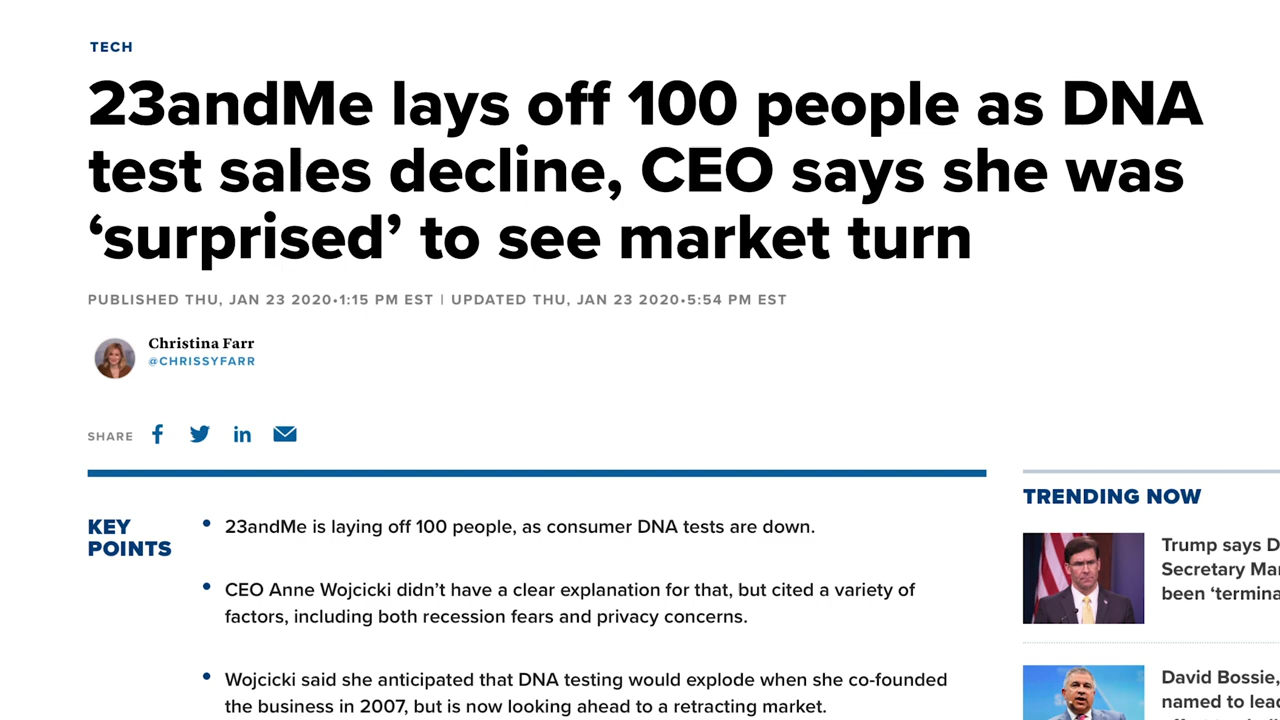 TECH
23andMe lays off 100 people as DNA
test sales decline, CEO says she was
‘surprised’ to see market turn
PUBLISHED THU, JAN 23 2020•1:15 PM EST | UPDATED THU, JAN 23 2020•5:54 PM EST
Christina Farr
@CHRISSYFARR
SHARE
KEY
POINTS
• 23andMe is laying off 100 people, as consumer DNA tests are down.
• CEO Anne Wojcicki didn’t have a clear explanation for that, but cited a variety of
factors, including both recession fears and privacy concerns.
• Wojcicki said she anticipated that DNA testing would explode when she co-founded
the business in 2007, but is now looking ahead to a retracting market.
TRENDING NOW
Trump says
Secretary
been
David Bossie,
named to